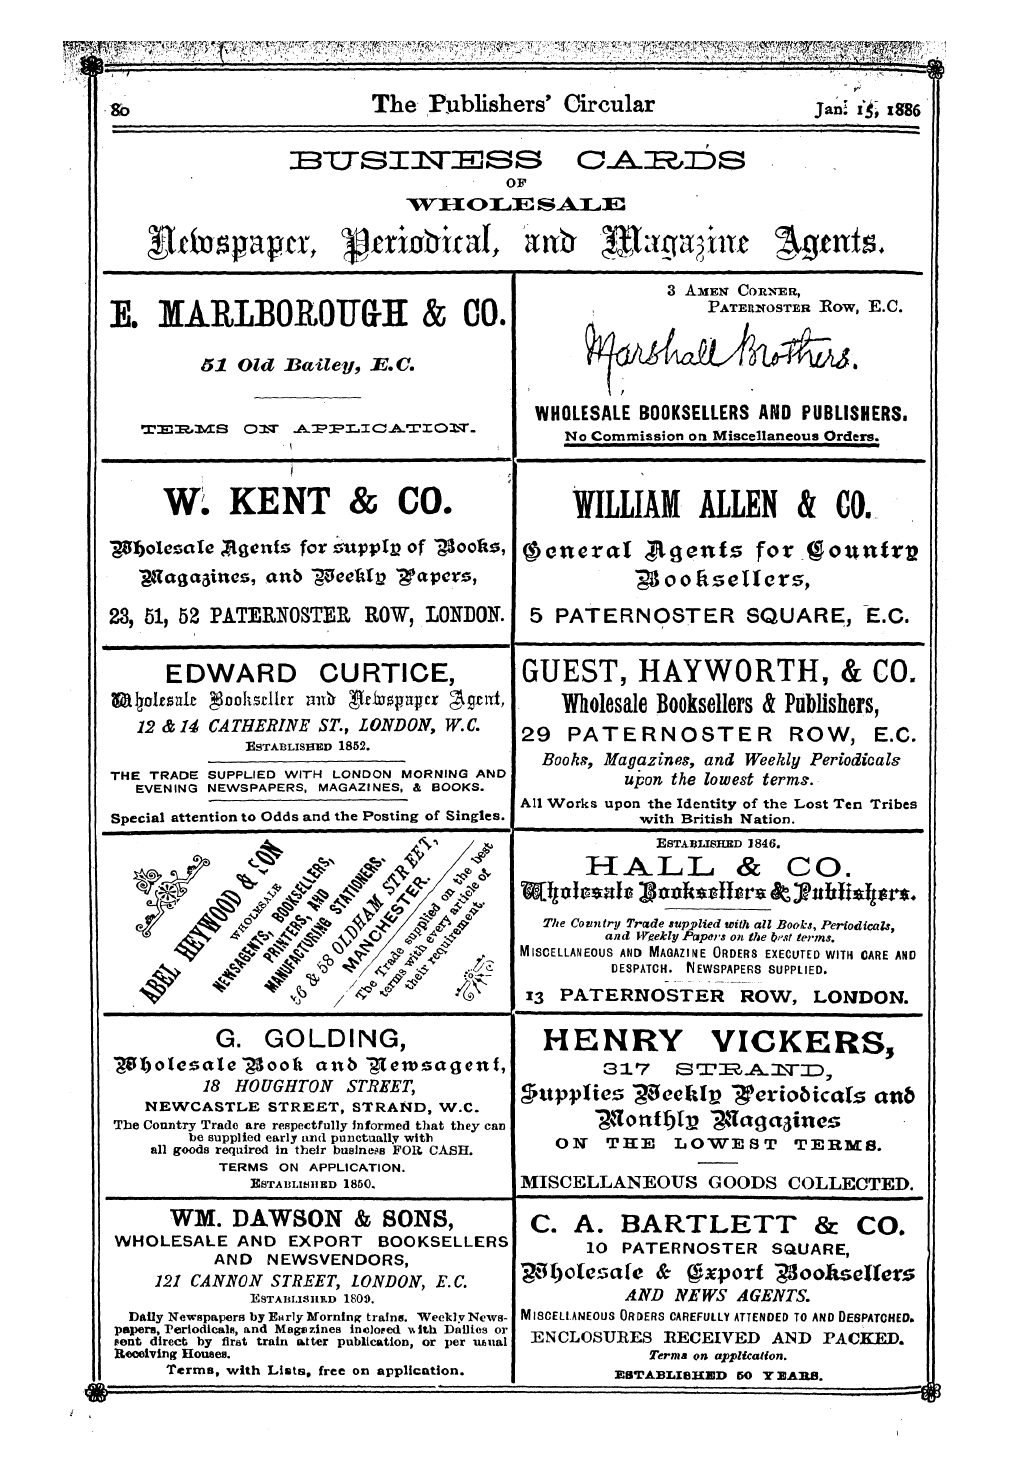 80 The Publishers' Circular Jan. 15, 1886
BUSINESS CARDS
OF
WHOLESALE
Newspaper, Periodical, and Magazine Agents.
E. MARLBOROUGH & CO.
51 Old Bailey, E.C.
TERMS ON APPLICATION.
3 AMEN CORNER,
PATERNOSTER ROW, E.C.
Marshall Brothers.
WHOLESALE BOOKSELLERS AND PUBLISHERS.
No Commission on Miscellaneous Orders.
W. KENT & CO.
Wholesale Agents for supply of Books,
Magazines, and Weekly Papers,
23, 51, 52 PATERNOSTER ROW, LONDON.
WILLIAM ALLEN & CO.
General Agents for Country
Booksellers,
5 PATERNOSTER SQUARE, E.C.
EDWARD CURTICE,
Wholesale Bookseller and Newspaper Agent,
12 & 14 CATHERINE ST., LONDON, W.C.
ESTABLISHED 1852.
THE TRADE SUPPLIED WITH LONDON MORNING AND
EVENING NEWSPAPERS, MAGAZINES, & BOOKS.
Special attention to Odds and the Posting of Singles.
GUEST, HAYWORTH, & CO.
Wholesale Booksellers & Publishers,
29 PATERNOSTER ROW, E.C.
Books, Magazines, and Weekly Periodicals
upon the lowest terms.
All Works upon the Identity of the Lost Ten Tribes
with British Nation.
ABEL HEYWOOD & SON
WHOLESALE
NEWSAGENTS, BOOKSELLERS,
PRINTERS, AND
MANUFACTURING STATIONERS.
56 & 58 OLDHAM STREET,
MANCHESTER.
The Trade supplied on the best
terms with every article of
their requirement.
ESTABLISHED 1846.
HALL & CO.
Wholesale Booksellers & Publishers.
The Country Trade supplied with all Books, Periodicals,
and Weekly Papers on the best terms.
MISCELLANEOUS AND MAGAZINE ORDERS EXECUTED WITH CARE AND
DESPATCH. NEWSPAPERS SUPPLIED.
13 PATERNOSTER ROW, LONDON.
G. GOLDING,
Wholesale Book and Newsagent,
18 HOUGHTON STREET,
NEWCASTLE STREET, STRAND, W.C.
The Country Trade are respectfully informed that they can
be supplied early and punctually with
all goods required in their business FOR CASH.
TERMS ON APPLICATION.
ESTABLISHED 1850.
HENRY VICKERS,
317 STRAND,
Supplies Weekly Periodicals and
Monthly Magazines
ON THE LOWEST TERMS.
MISCELLANEOUS GOODS COLLECTED.
WM. DAWSON & SONS,
WHOLESALE AND EXPORT BOOKSELLERS
AND NEWSVENDORS,
121 CANNON STREET, LONDON, E.C.
ESTABLISHED 1809.
Daily Newspapers by Early Morning trains. Weekly News-
papers, Periodicals, and Magazines inclosed with Dailies or
sent direct by first train after publication, or per usual
Receiving Houses.
Terms, with Lists, free on application.
C. A. BARTLETT & CO.
10 PATERNOSTER SQUARE,
Wholesale & Export Booksellers
AND NEWS AGENTS.
MISCELLANEOUS ORDERS CAREFULLY ATTENDED TO AND DESPATCHED.
ENCLOSURES RECEIVED AND PACKED.
Terms on application.
ESTABLISHED 50 YEARS.